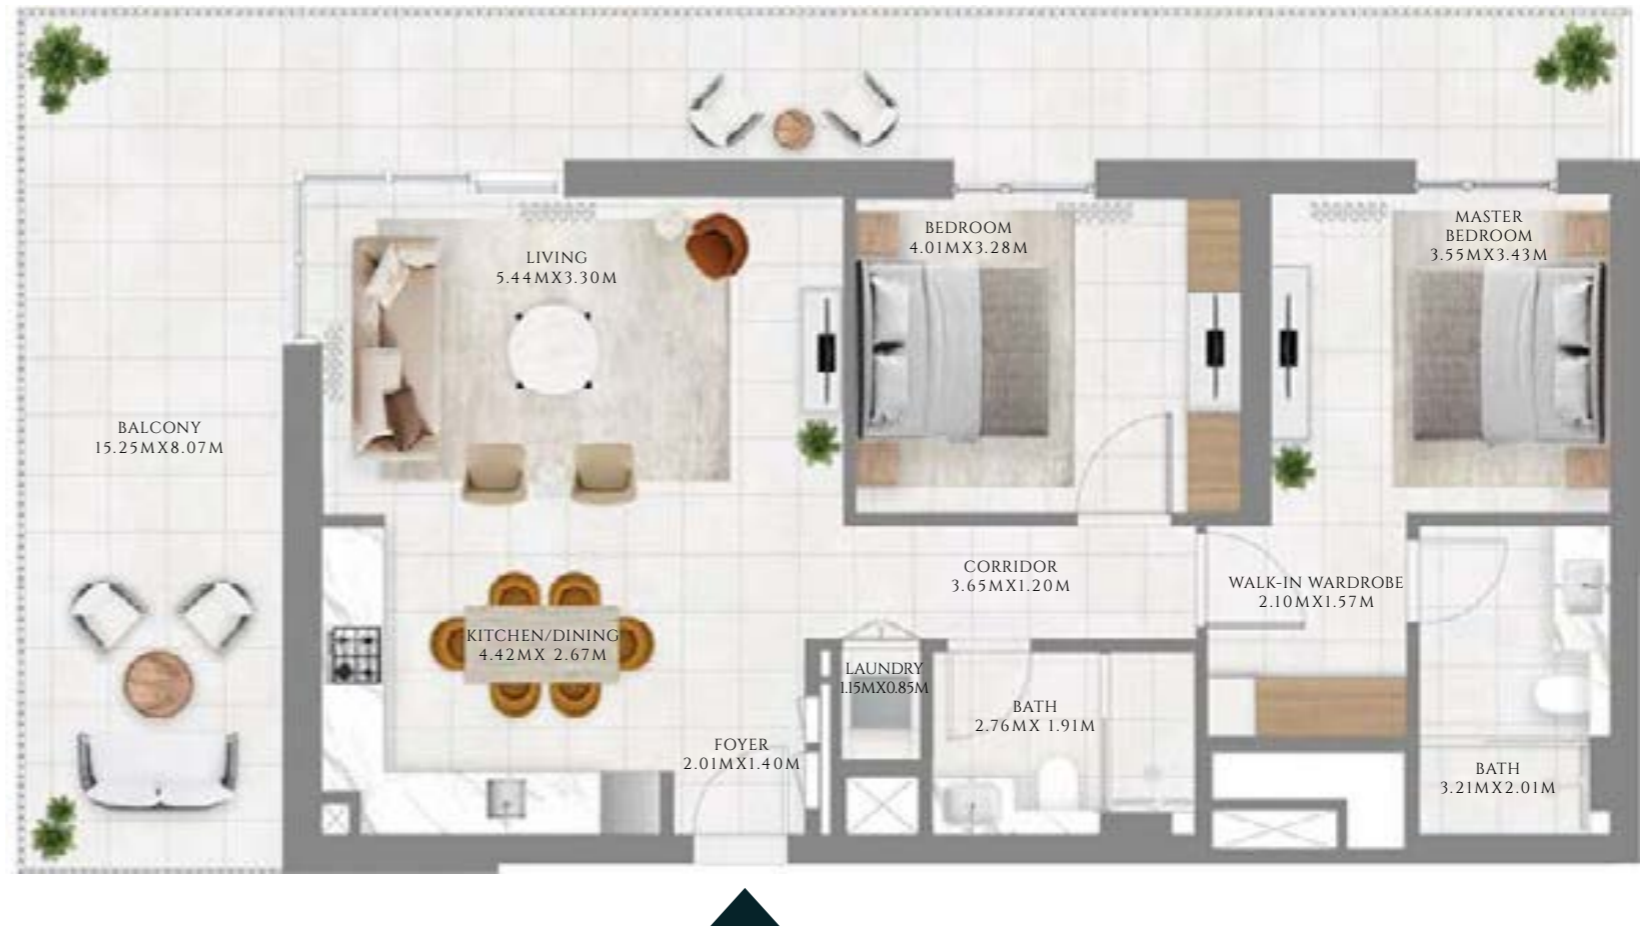 BEDROOM
4.01MX3.28M
MASTER
BEDROOM
3.55MX3.43M
LIVING
5.44MX3.30M
BALCONY
15.25MX8.07M
CORRIDOR
3.65MX1.20M
WALK-IN WARDROBE
2.10MX1.57M
KITCHEN/DINING
4.42MX 2.67M
LAUNDRY
1.15MX0.85M
BATH
2.76MX 1.91M
FOYER
2.01MX1.40M
BATH
3.21MX2.01M